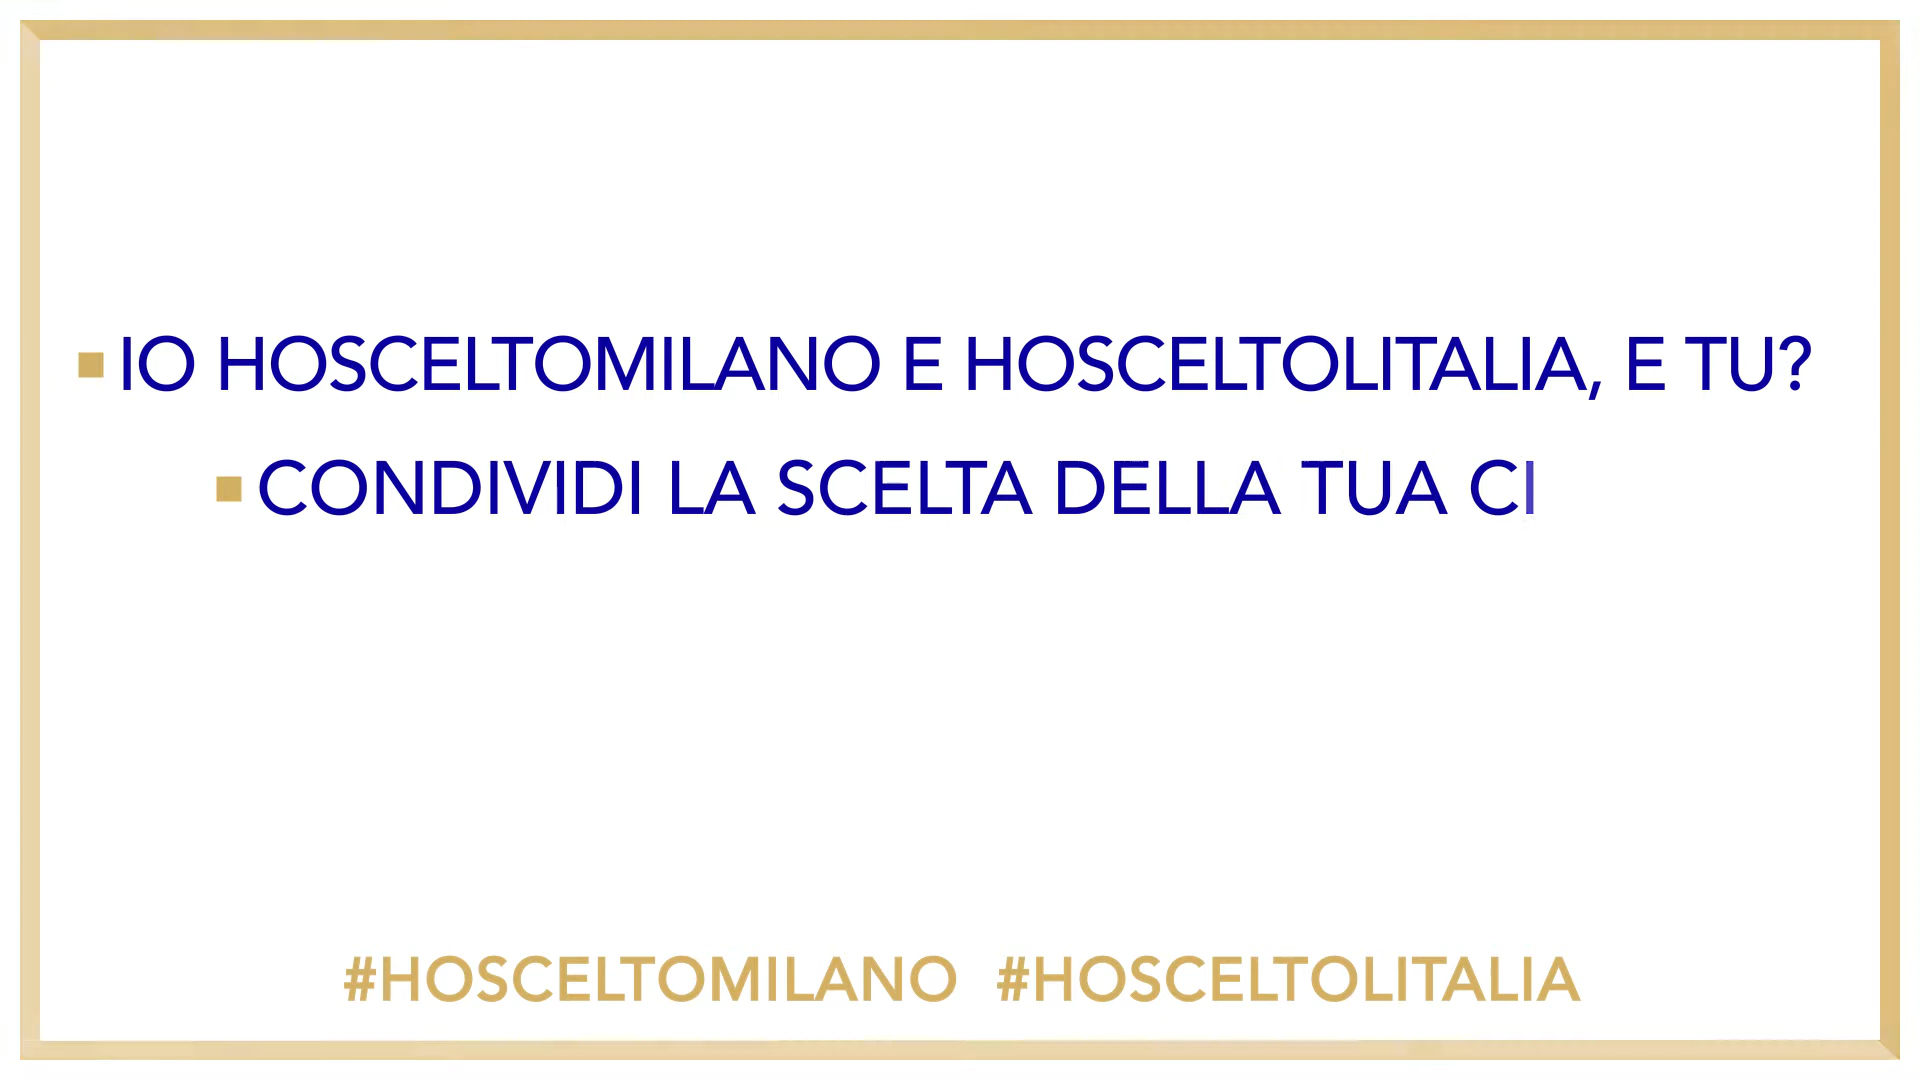 IO HOSCELTOMILANO E HOSCELTOLITALIA, E TU?
CONDIVIDI LA SCELTA DELLA TUA CI
#HOSCELTOMILANO #HOSCELTOLITALIA